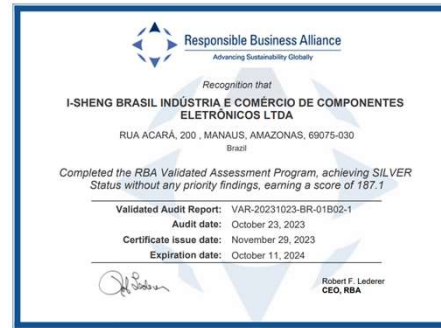 Responsible Business Alliance
Advancing Sustainability Globally
Recognition that
I-SHENG BRASIL INDÚSTRIA E COMÉRCIO DE COMPONENTES
ELETRÔNICOS LTDA
RUA ACARÁ, 200 , MANAUS, AMAZONAS, 69075-030
Brazil
Completed the RBA Validated Assessment Program, achieving SILVER
Status without any priority findings, earning a score of 187.1
Validated Audit Report: VAR-20231023-BR-01B02-1
Audit date: October 23, 2023
Certificate issue date: November 29, 2023
Expiration date: October 11, 2024
Robert F. Lederer
CEO, RBA